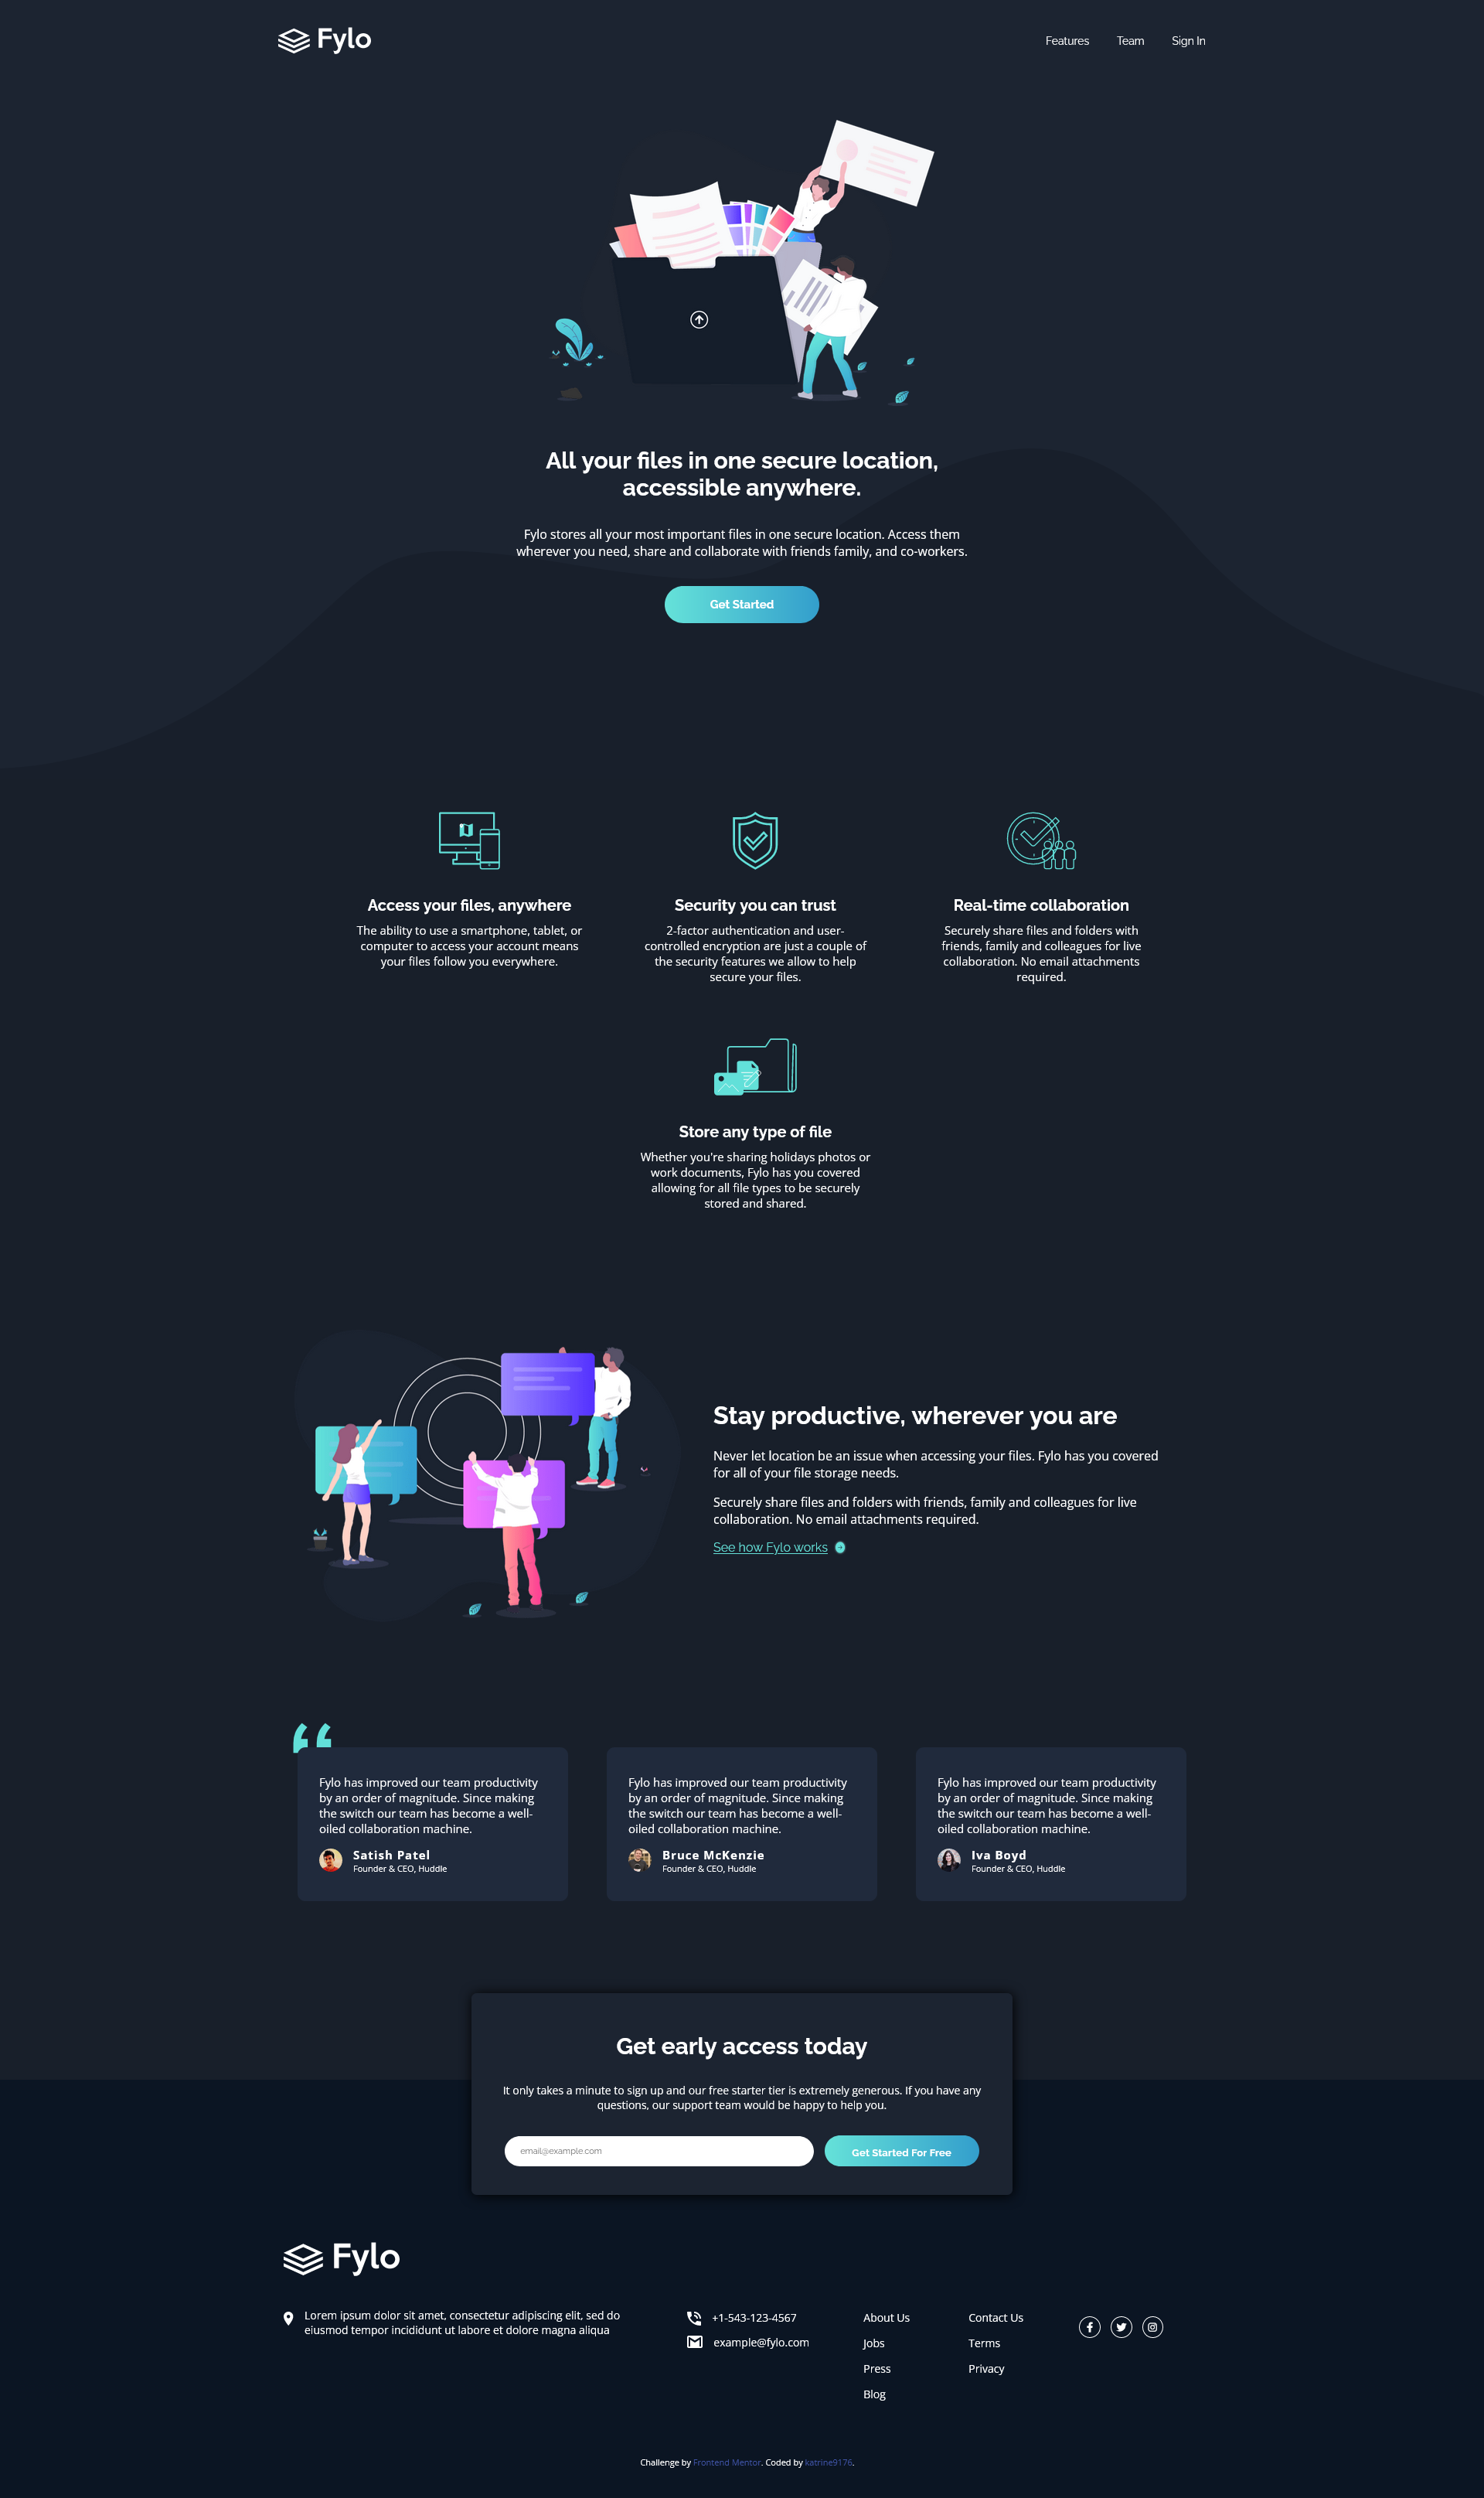 Fylo
Features
Team
Sign In
All your files in one secure location,
accessible anywhere.
Fylo stores all your most important files in one secure location. Access them
wherever you need, share and collaborate with friends family, and co-workers.
Get Started
Access your files, anywhere
The ability to use a smartphone, tablet, or
computer to access your account means
your files follow you everywhere.
Security you can trust
2-factor authentication and user-
controlled encryption are just a couple of
the security features we allow to help
secure your files.
Real-time collaboration
Securely share files and folders with
friends, family and colleagues for live
collaboration. No email attachments
required.
Store any type of file
Whether you're sharing holidays photos or
work documents, Fylo has you covered
allowing for all file types to be securely
stored and shared.
Stay productive, wherever you are
Never let location be an issue when accessing your files. Fylo has you covered
for all of your file storage needs.
Securely share files and folders with friends, family and colleagues for live
collaboration. No email attachments required.
See how Fylo works
Fylo has improved our team productivity
by an order of magnitude. Since making
the switch our team has become a well-
oiled collaboration machine.
Satish Patel
Founder & CEO, Huddle
Fylo has improved our team productivity
by an order of magnitude. Since making
the switch our team has become a well-
oiled collaboration machine.
Bruce McKenzie
Founder & CEO, Huddle
Fylo has improved our team productivity
by an order of magnitude. Since making
the switch our team has become a well-
oiled collaboration machine.
Iva Boyd
Founder & CEO, Huddle
Get early access today
It only takes a minute to sign up and our free starter tier is extremely generous. If you have any
questions, our support team would be happy to help you.
email@example.com
Get Started For Free
Fylo
Lorem ipsum dolor sit amet, consectetur adipiscing elit, sed do
eiusmod tempor incididunt ut labore et dolore magna aliqua
+1-543-123-4567
example@fylo.com
About Us
Jobs
Press
Blog
Contact Us
Terms
Privacy
Challenge by Frontend Mentor. Coded by katrine9176.